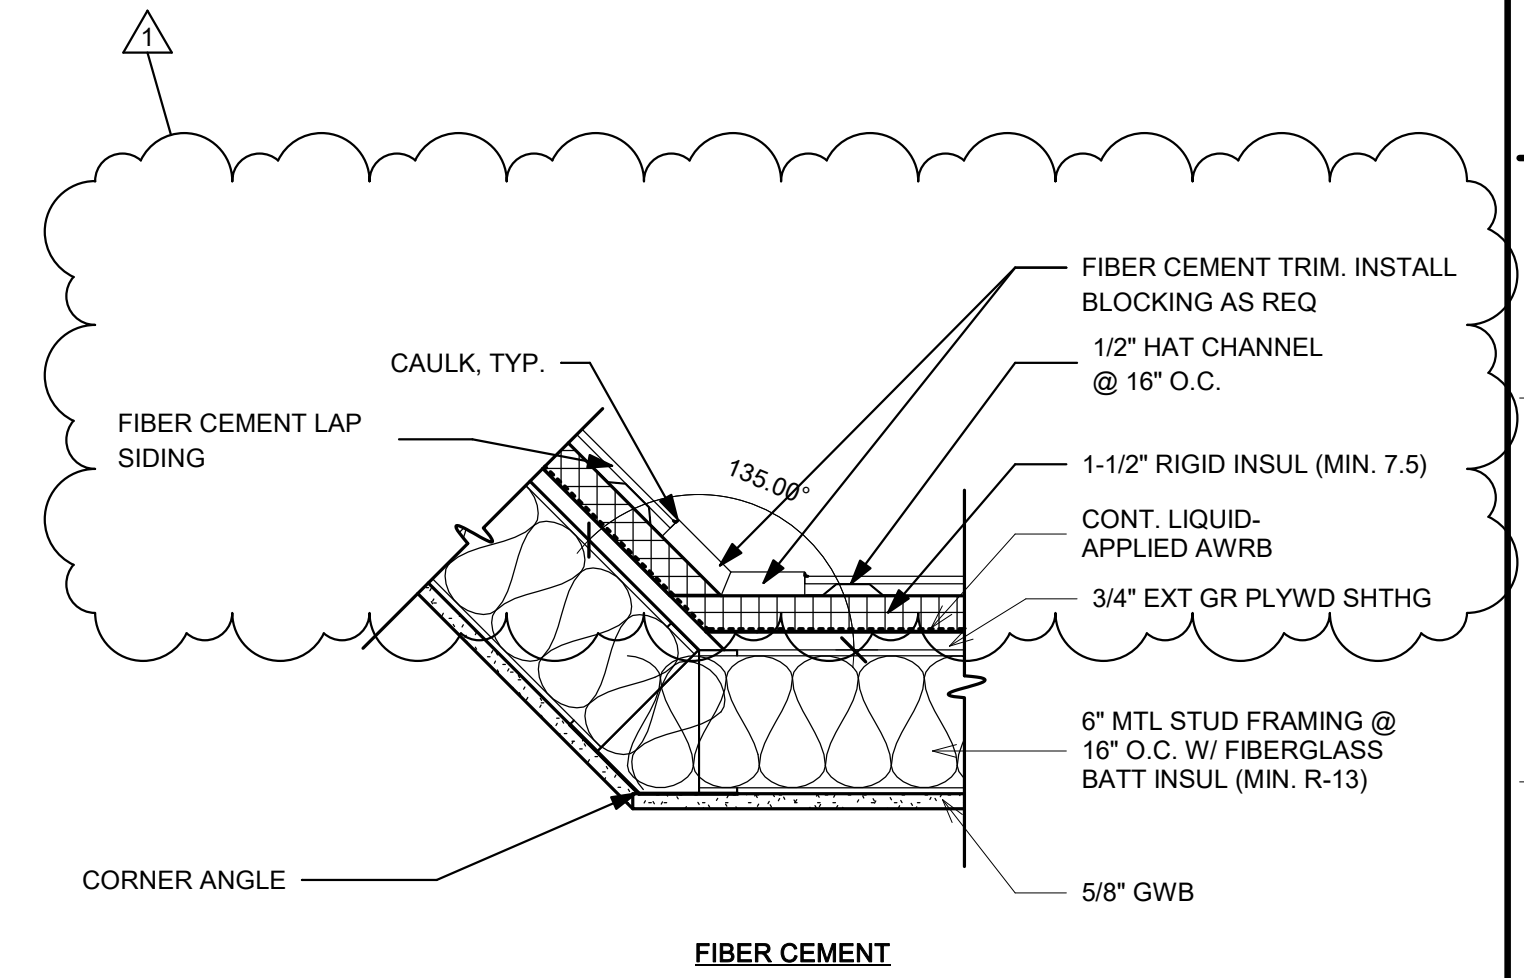 1
FIBER CEMENT TRIM. INSTALL
BLOCKING AS REQ
1/2" HAT CHANNEL
@ 16" O.C.
CAULK, TYP.
FIBER CEMENT LAP
SIDING
135.00°
1-1/2" RIGID INSUL (MIN. 7.5)
CONT. LIQUID-
APPLIED AWRB
3/4" EXT GR PLYWD SHTHG
6" MTL STUD FRAMING @
16" O.C. W/ FIBERGLASS
BATT INSUL (MIN. R-13)
CORNER ANGLE
5/8" GWB
FIBER CEMENT